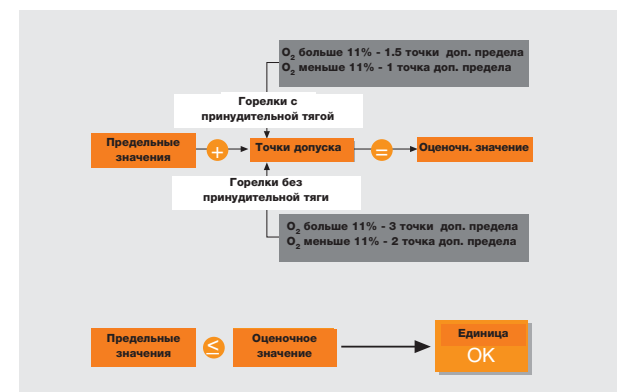 O₂ больше 11% - 1.5 точки доп. предела
O₂ меньше 11% - 1 точка доп. предела
Горелки с
принудительной тягой
Предельные
значения
+
Точки допуска
=
Оценочн. значение
Горелки без
принудительной тяги
O₂ больше 11% - 3 точки доп. предела
O₂ меньше 11% - 2 точка доп. предела
Предельные
значения
≤
Оценочное
значение
Единица
OK